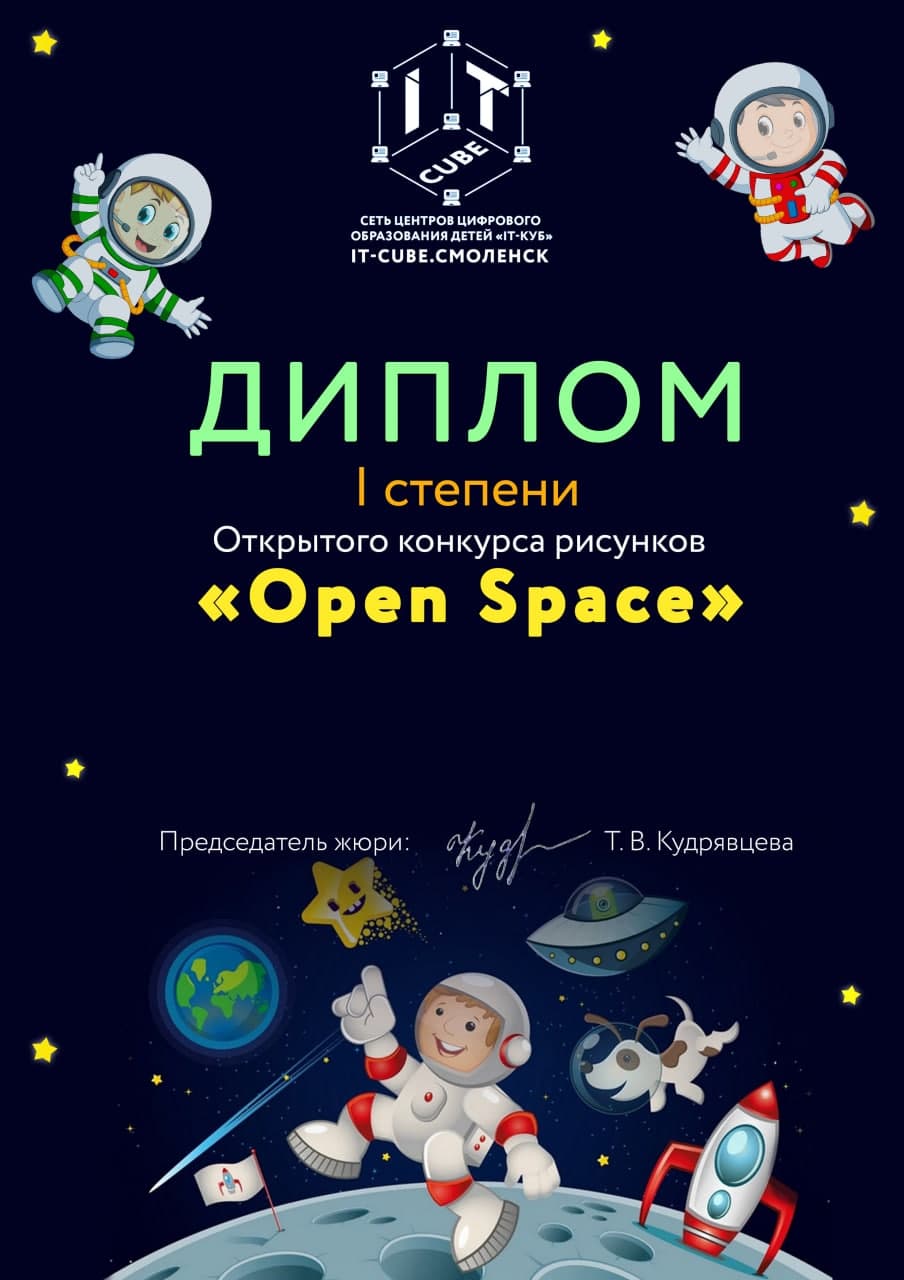 IT
CUBE
СЕТЬ ЦЕНТРОВ ЦИФРОВОГО
ОБРАЗОВАНИЯ ДЕТЕЙ «IT-КУБ»
IT-CUBE.СМОЛЕНСК
ДИПЛОМ
I степени
Открытого конкурса рисунков
«Open Space»
Председатель жюри: Т. В. Кудрявцева